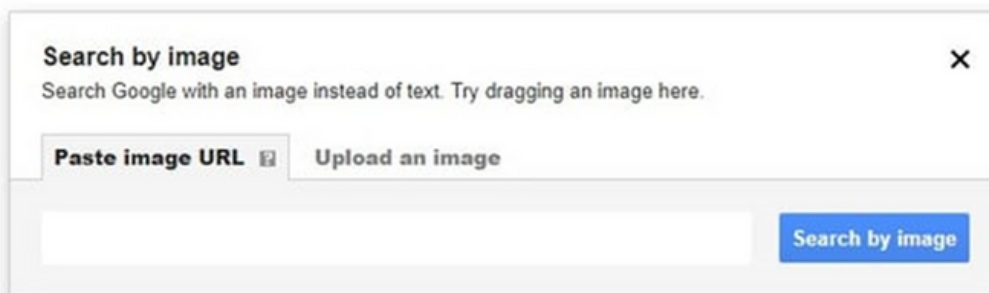 Search by image
Search Google with an image instead of text. Try dragging an image here.
Paste image URL Upload an image
Search by image